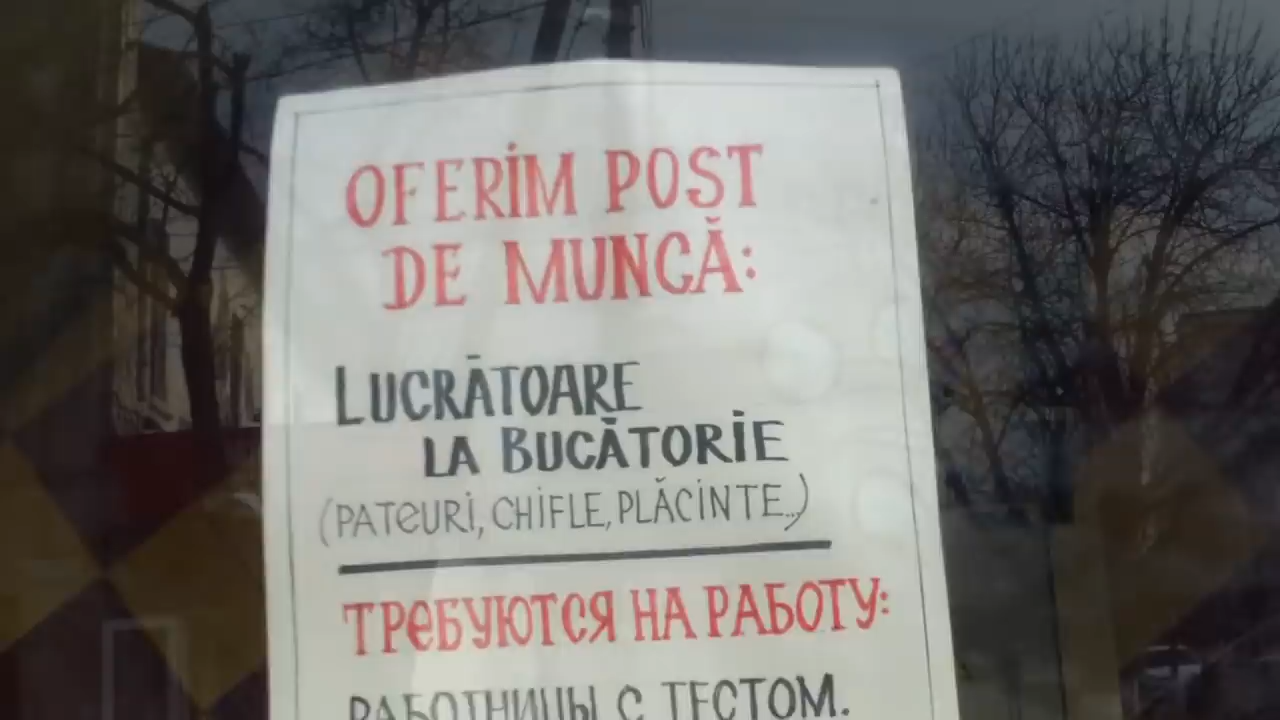 OFERIM POST
DE MUNCĂ:
LUCRĂTOARE
LA BUCĂTORIE
(PATEURI, CHIFLE, PLĂCINTE..)
ТРЕБУЮТСЯ НА РАБОТУ:
РАБОТНИЦЫ С ТЕСТОМ.